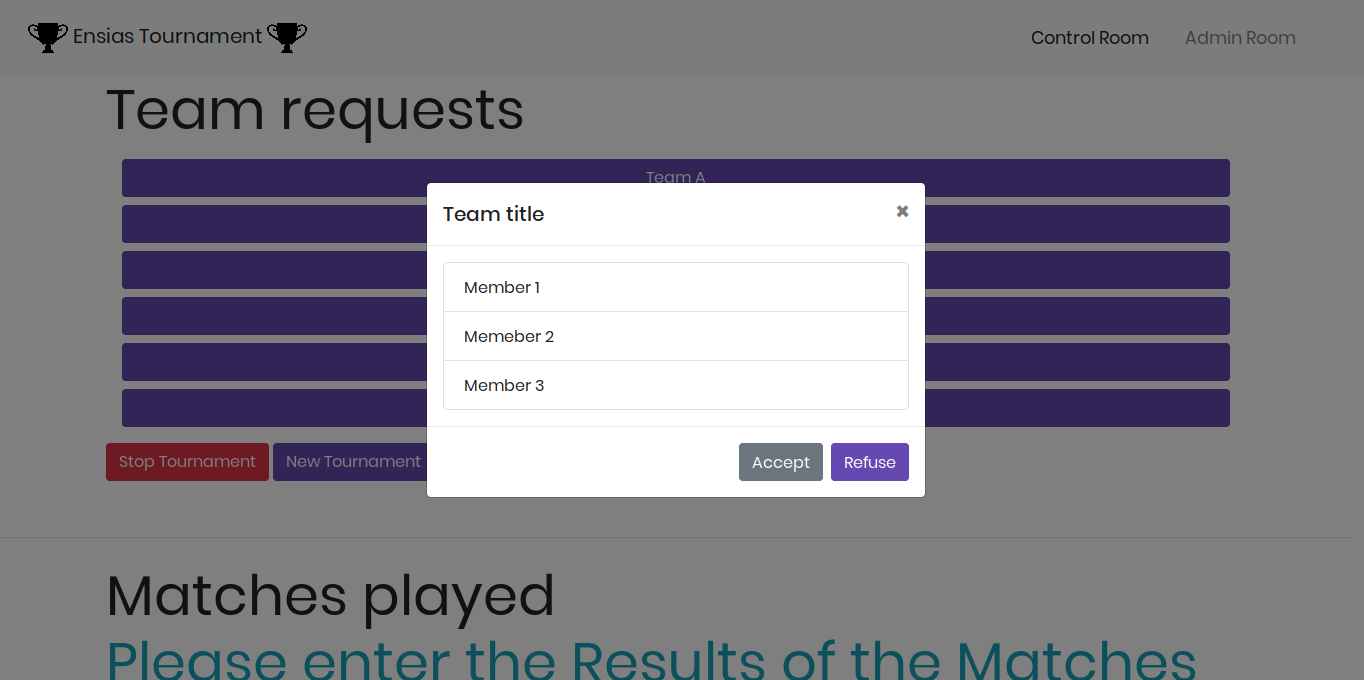 Ensias Tournament
Control Room
Admin Room
Team requests
Team A
Team title
✖
Member 1
Memeber 2
Member 3
Accept
Refuse
Stop Tournament
New Tournament
Matches played
Please enter the Results of the Matches